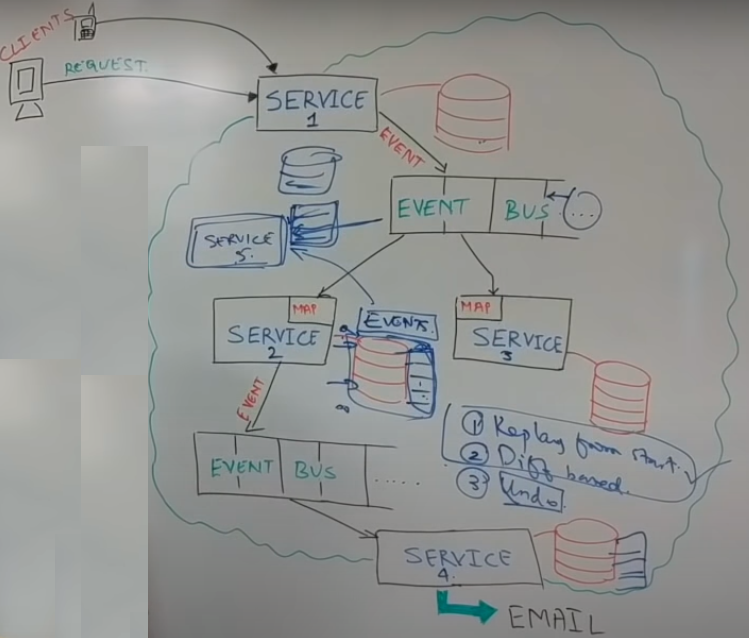 CLIENTS
REQUEST.
SERVICE
1
EVENT
EVENT BUS ...
SERVICE
5.
MAP
SERVICE
2
EVENTS.
MAP
SERVICE
3
EVENT
EVENT BUS .....
① Replay from start.
② Diff based.
③ Undo
SERVICE
4.
EMAIL